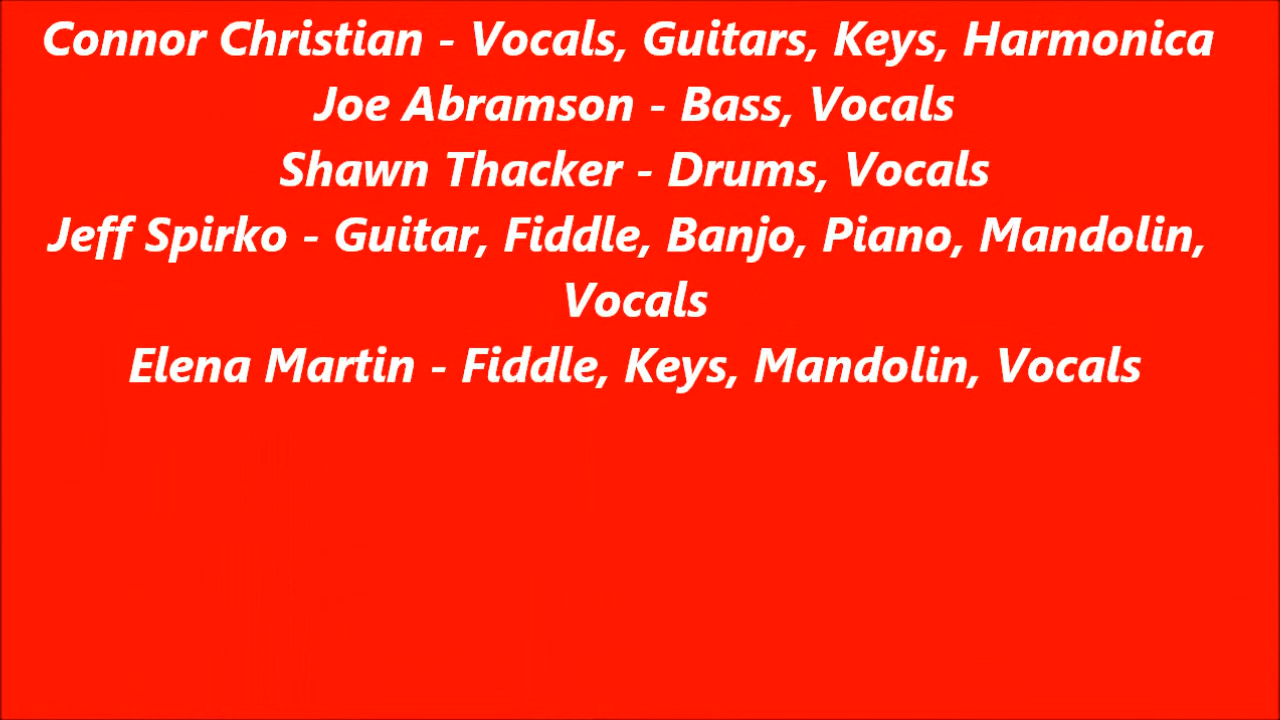 Connor Christian - Vocals, Guitars, Keys, Harmonica
Joe Abramson - Bass, Vocals
Shawn Thacker - Drums, Vocals
Jeff Spirko - Guitar, Fiddle, Banjo, Piano, Mandolin,
Vocals
Elena Martin - Fiddle, Keys, Mandolin, Vocals